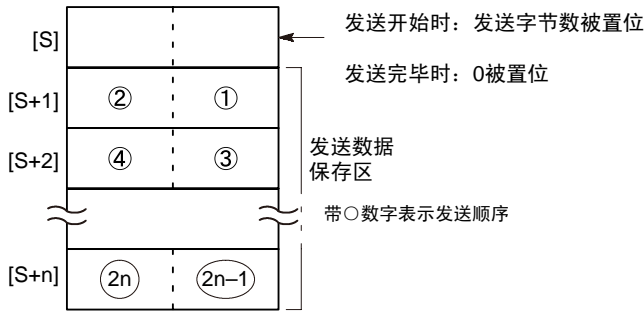 [S]
发送开始时：发送字节数被置位
发送完毕时：0被置位
[S+1] ② ①
[S+2] ④ ③
发送数据
保存区
带○数字表示发送顺序
[S+n] 2n 2n–1